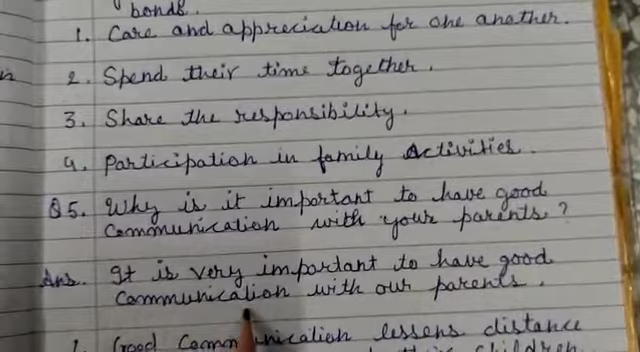 bonds.
1. Care and appreciation for one another.
2. Spend their time together.
3. Share the responsibility.
4. Participation in family Activities.
Q5. Why is it important to have good
communication with your parents?
Ans. It is very important to have good
communication with our parents.
1. Good Communication lessens distance
children